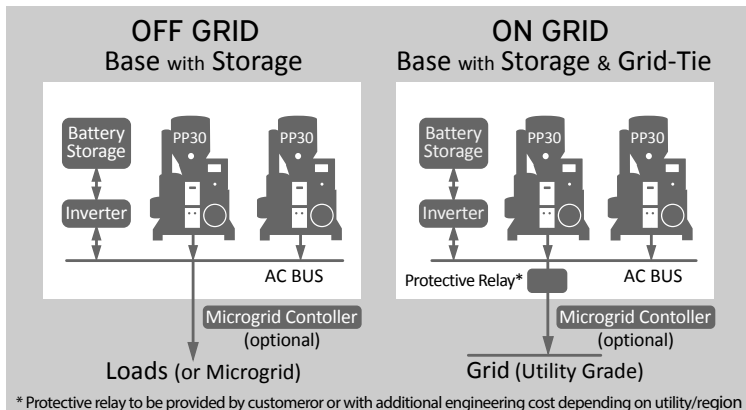 OFF GRID
Base with Storage
Battery
Storage
Inverter
PP30
PP30
AC BUS
Microgrid Contoller
(optional)
Loads (or Microgrid)
ON GRID
Base with Storage & Grid-Tie
Battery
Storage
Inverter
PP30
PP30
Protective Relay*
AC BUS
Microgrid Contoller
(optional)
Grid (Utility Grade)
* Protective relay to be provided by customeror or with additional engineering cost depending on utility/region